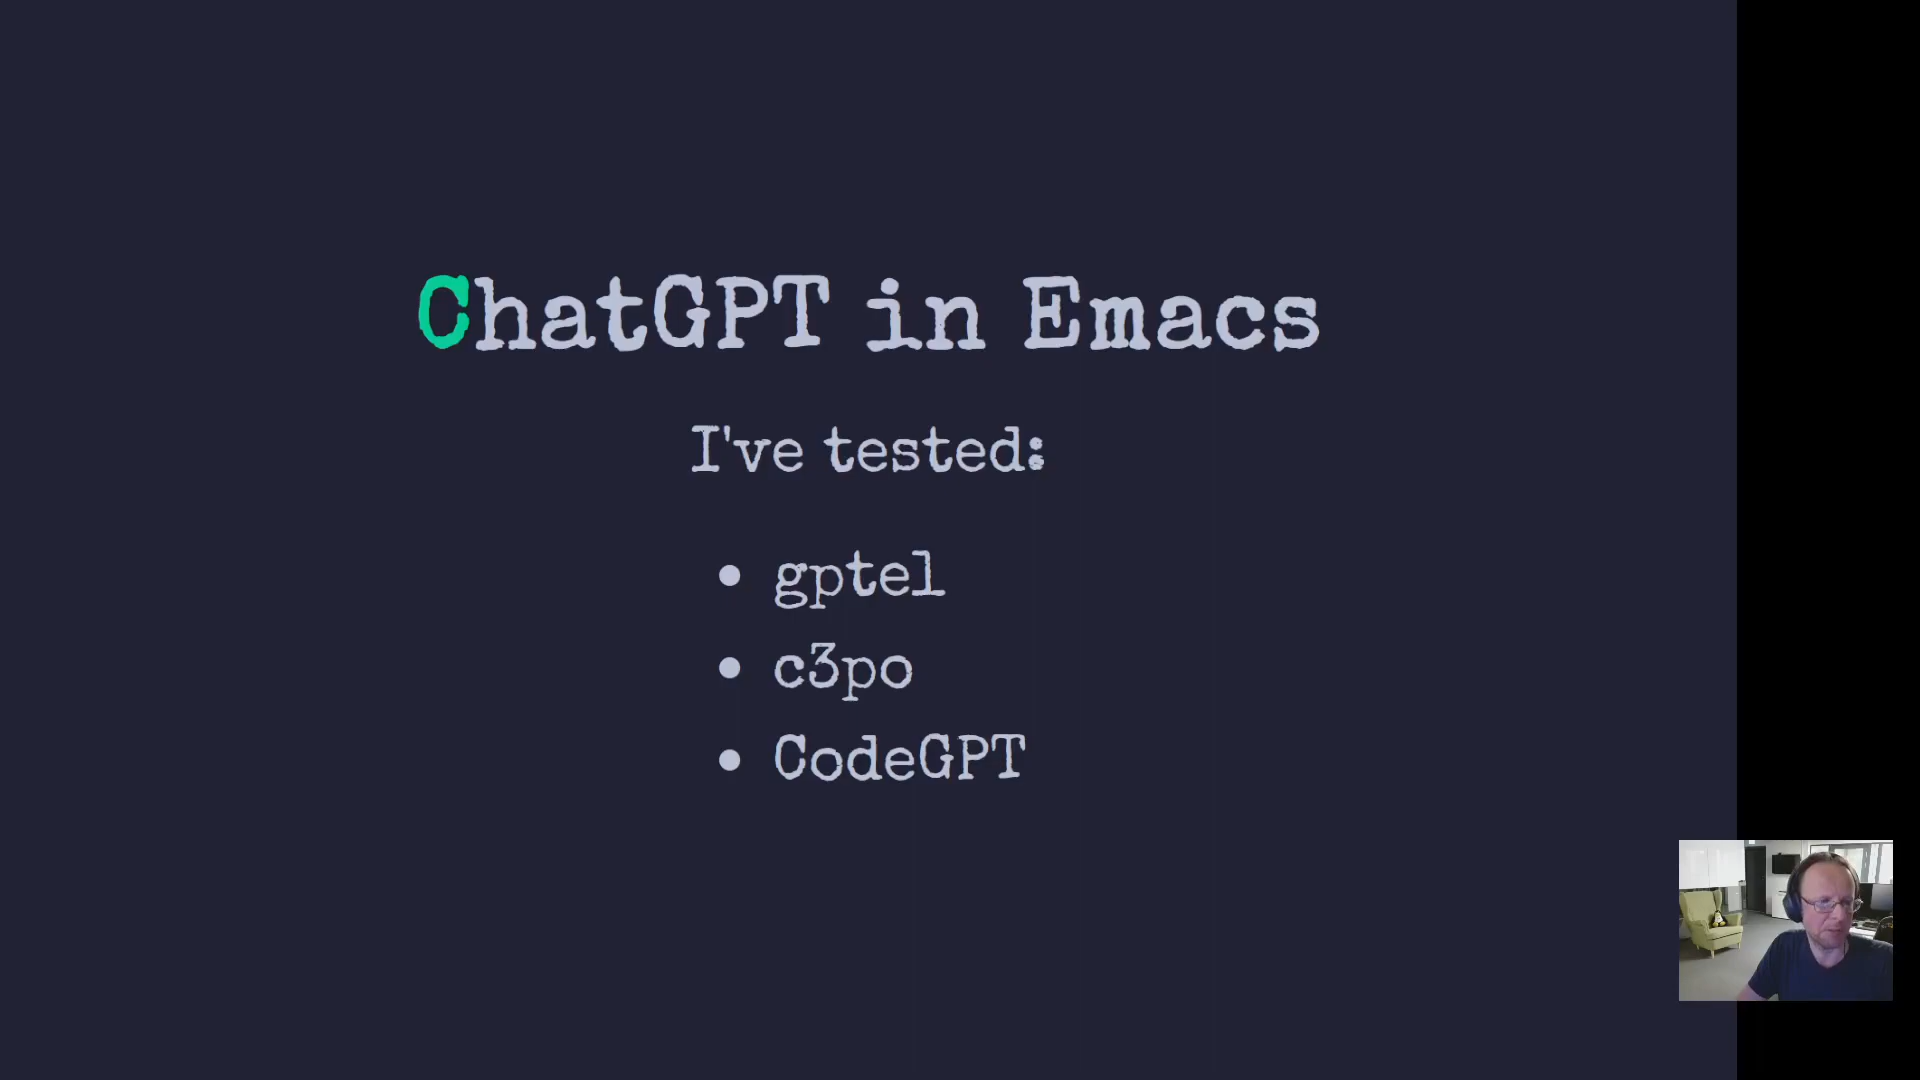 ChatGPT in Emacs
I've tested:
• gptel
• c3po
• CodeGPT